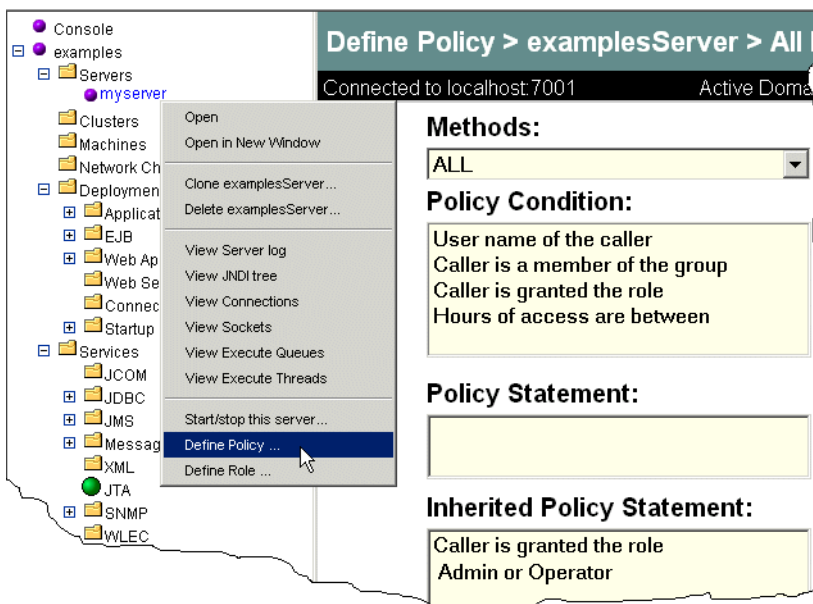 Console
examples
Servers
myserver
Clusters
Machines
Network Ch
Deploymen
Applicat
EJB
Web Ap
Web Se
Connec
Startup
Services
JCOM
JDBC
JMS
Messag
XML
JTA
SNMP
WLEC
Open
Open in New Window
Clone examplesServer...
Delete examplesServer...
View Server log
View JNDI tree
View Connections
View Sockets
View Execute Queues
View Execute Threads
Start/stop this server...
Define Policy ...
Define Role ...
Define Policy > examplesServer > All
Connected to localhost:7001 Active Doma
Methods:
ALL
Policy Condition:
User name of the caller
Caller is a member of the group
Caller is granted the role
Hours of access are between
Policy Statement:
Inherited Policy Statement:
Caller is granted the role
Admin or Operator